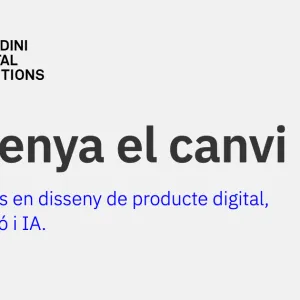 DINI
TAL
TIONS
enya el canvi
s en disseny de producte digital,
ó i IA.